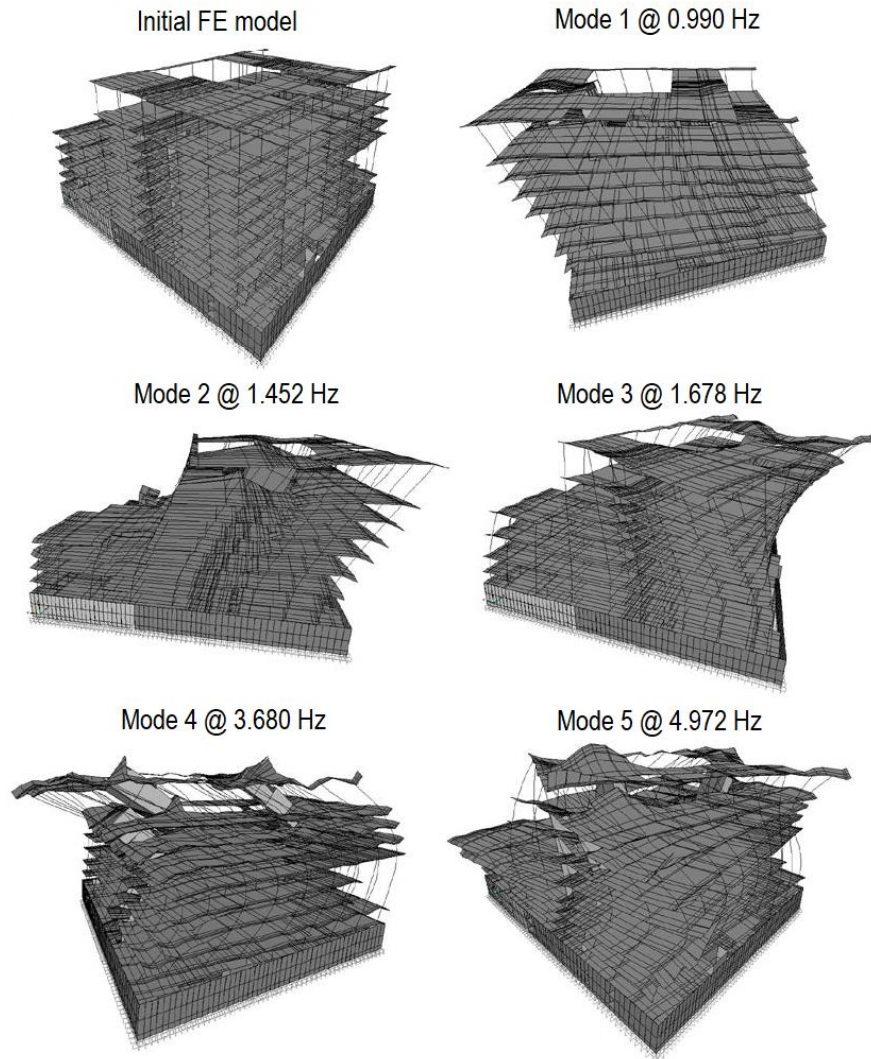 Initial FE model
Mode 1 @ 0.990 Hz
Mode 2 @ 1.452 Hz
Mode 3 @ 1.678 Hz
Mode 4 @ 3.680 Hz
Mode 5 @ 4.972 Hz